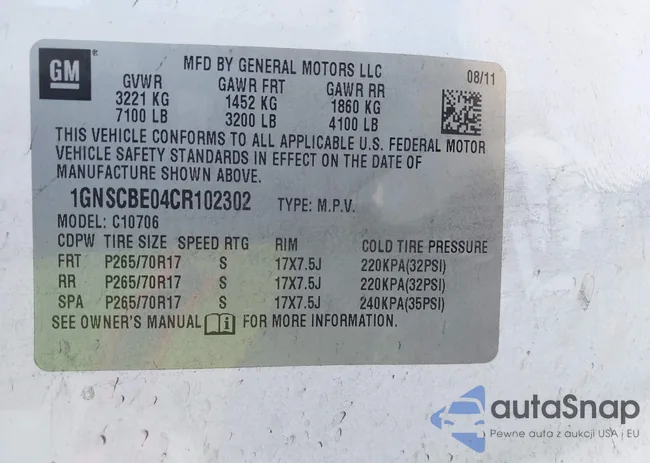 GM
®
MFD BY GENERAL MOTORS LLC
08/11
GVWR GAWR FRT GAWR RR
3221 KG 1452 KG 1860 KG
7100 LB 3200 LB 4100 LB
THIS VEHICLE CONFORMS TO ALL APPLICABLE U.S. FEDERAL MOTOR
VEHICLE SAFETY STANDARDS IN EFFECT ON THE DATE OF
MANUFACTURE SHOWN ABOVE.
1GNSCBE04CR102302 TYPE: M.P.V.
MODEL: C10706
CDPW TIRE SIZE SPEED RTG RIM COLD TIRE PRESSURE
FRT P265/70R17 S 17X7.5J 220KPA(32PSI)
RR P265/70R17 S 17X7.5J 220KPA(32PSI)
SPA P265/70R17 S 17X7.5J 240KPA(35PSI)
SEE OWNER'S MANUAL FOR MORE INFORMATION.
autoSnap
Pewne auta z aukcji USA i EU